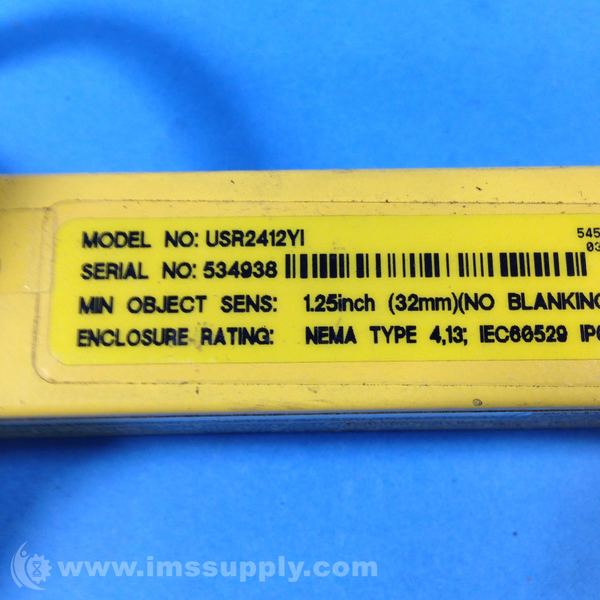 MODEL NO: USR2412YI
545
03
SERIAL NO: 534938
MIN OBJECT SENS: 1.25inch (32mm)(NO BLANKING
ENCLOSURE RATING: NEMA TYPE 4,13; IEC60529 IP6
www.imssupply.com